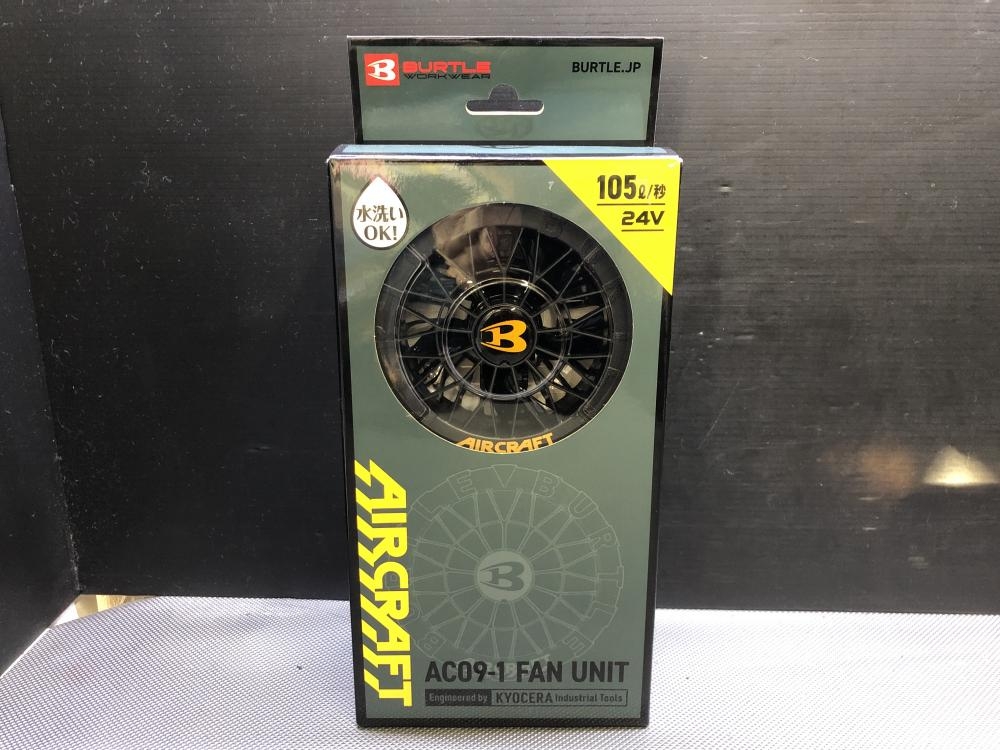 B BURTLE
WORKWEAR
BURTLE.JP
水洗い
OK!
105ℓ/秒
24V
B
AIRCRAFT
AIRCRAFT
BURTLE
B
AC09-1 FAN UNIT
Engineered by KYOCERA Industrial Tools